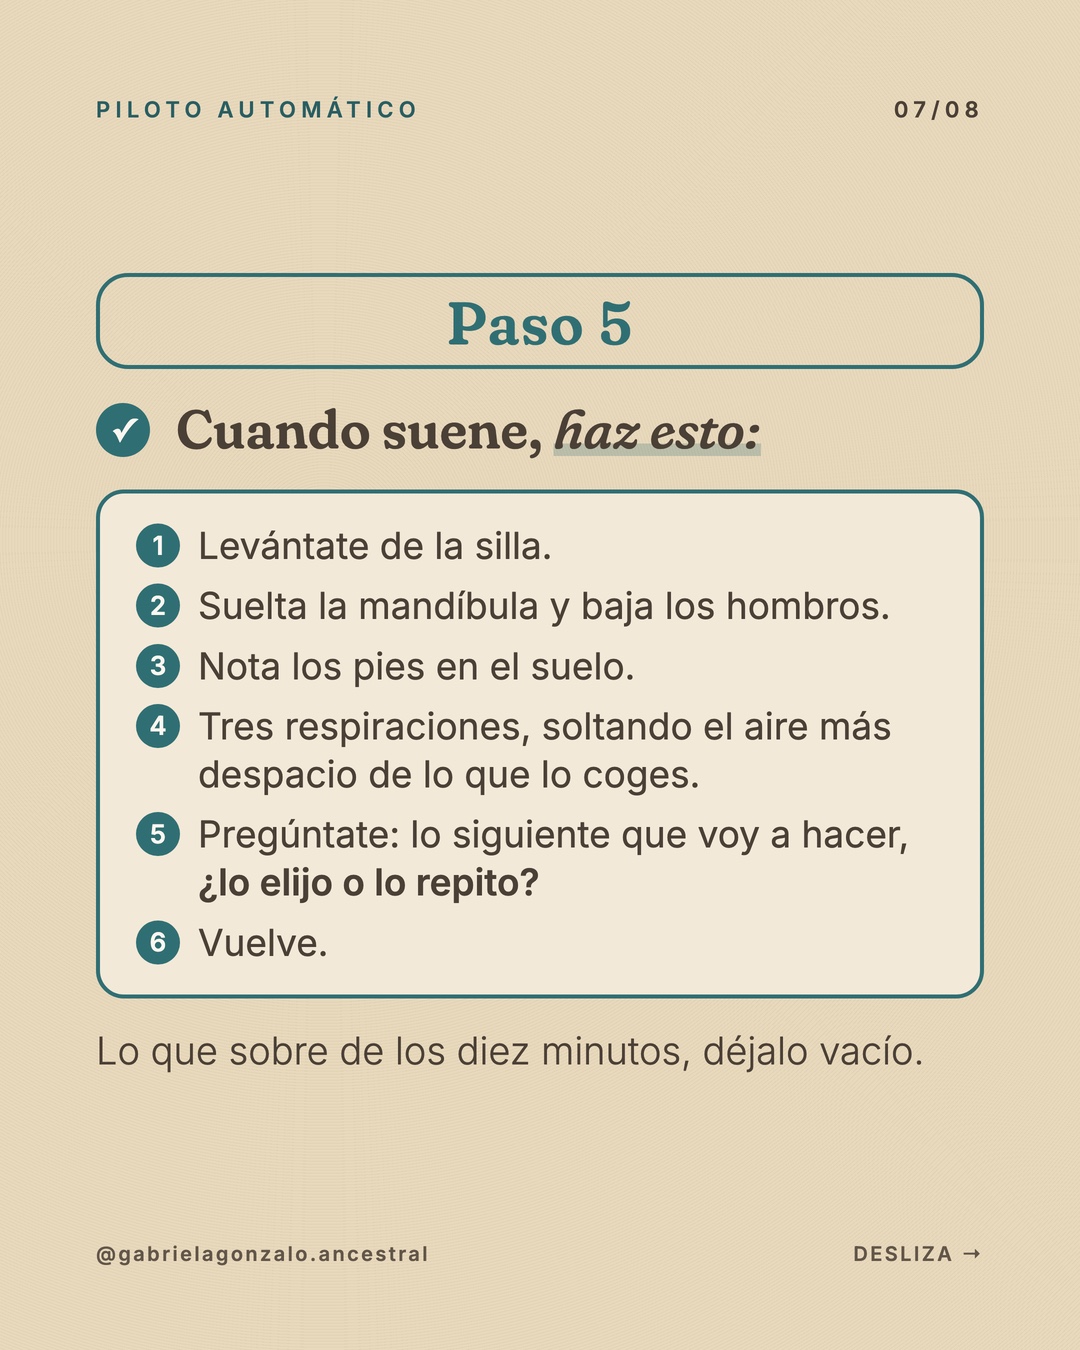 PILOTO AUTOMÁTICO
07/08
Paso 5
✓ Cuando suene, haz esto:
1 Levántate de la silla.
2 Suelta la mandíbula y baja los hombros.
3 Nota los pies en el suelo.
4 Tres respiraciones, soltando el aire más
despacio de lo que lo coges.
5 Pregúntate: lo siguiente que voy a hacer,
¿lo elijo o lo repito?
6 Vuelve.
Lo que sobre de los diez minutos, déjalo vacío.
@gabrielagonzalo.ancestral
DESLIZA →